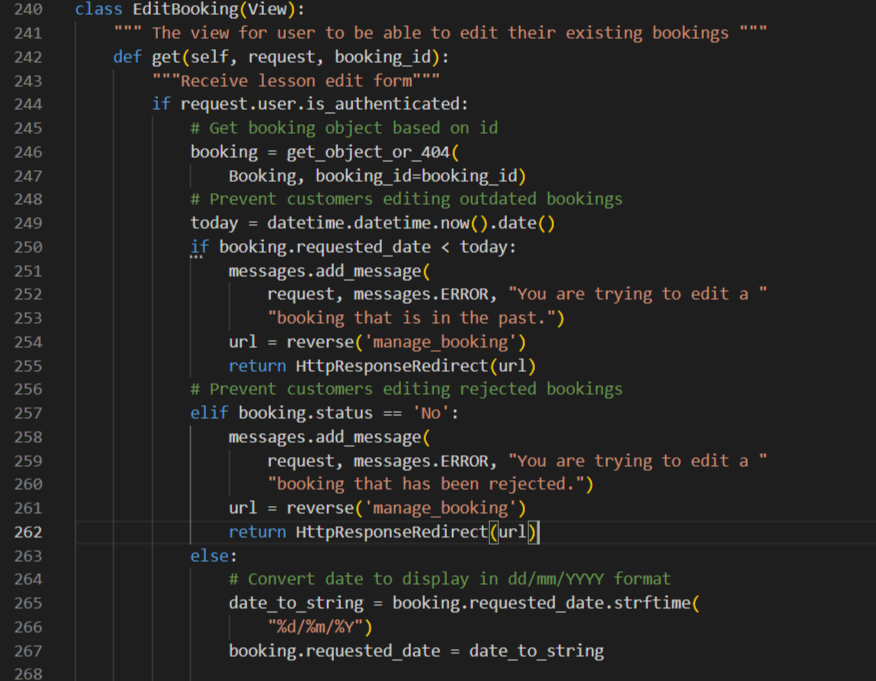 240 class EditBooking(View):
241     """ The view for user to be able to edit their existing bookings """
242     def get(self, request, booking_id):
243         """Receive lesson edit form"""
244         if request.user.is_authenticated:
245             # Get booking object based on id
246             booking = get_object_or_404(
247                 Booking, booking_id=booking_id)
248             # Prevent customers editing outdated bookings
249             today = datetime.datetime.now().date()
250             if booking.requested_date < today:
251                 messages.add_message(
252                     request, messages.ERROR, "You are trying to edit a "
253                     "booking that is in the past.")
254                 url = reverse('manage_booking')
255                 return HttpResponseRedirect(url)
256             # Prevent customers editing rejected bookings
257             elif booking.status == 'No':
258                 messages.add_message(
259                     request, messages.ERROR, "You are trying to edit a "
260                     "booking that has been rejected.")
261                 url = reverse('manage_booking')
262                 return HttpResponseRedirect(url)
263             else:
264                 # Convert date to display in dd/mm/YYYY format
265                 date_to_string = booking.requested_date.strftime(
266                     "%d/%m/%Y")
267                 booking.requested_date = date_to_string
268